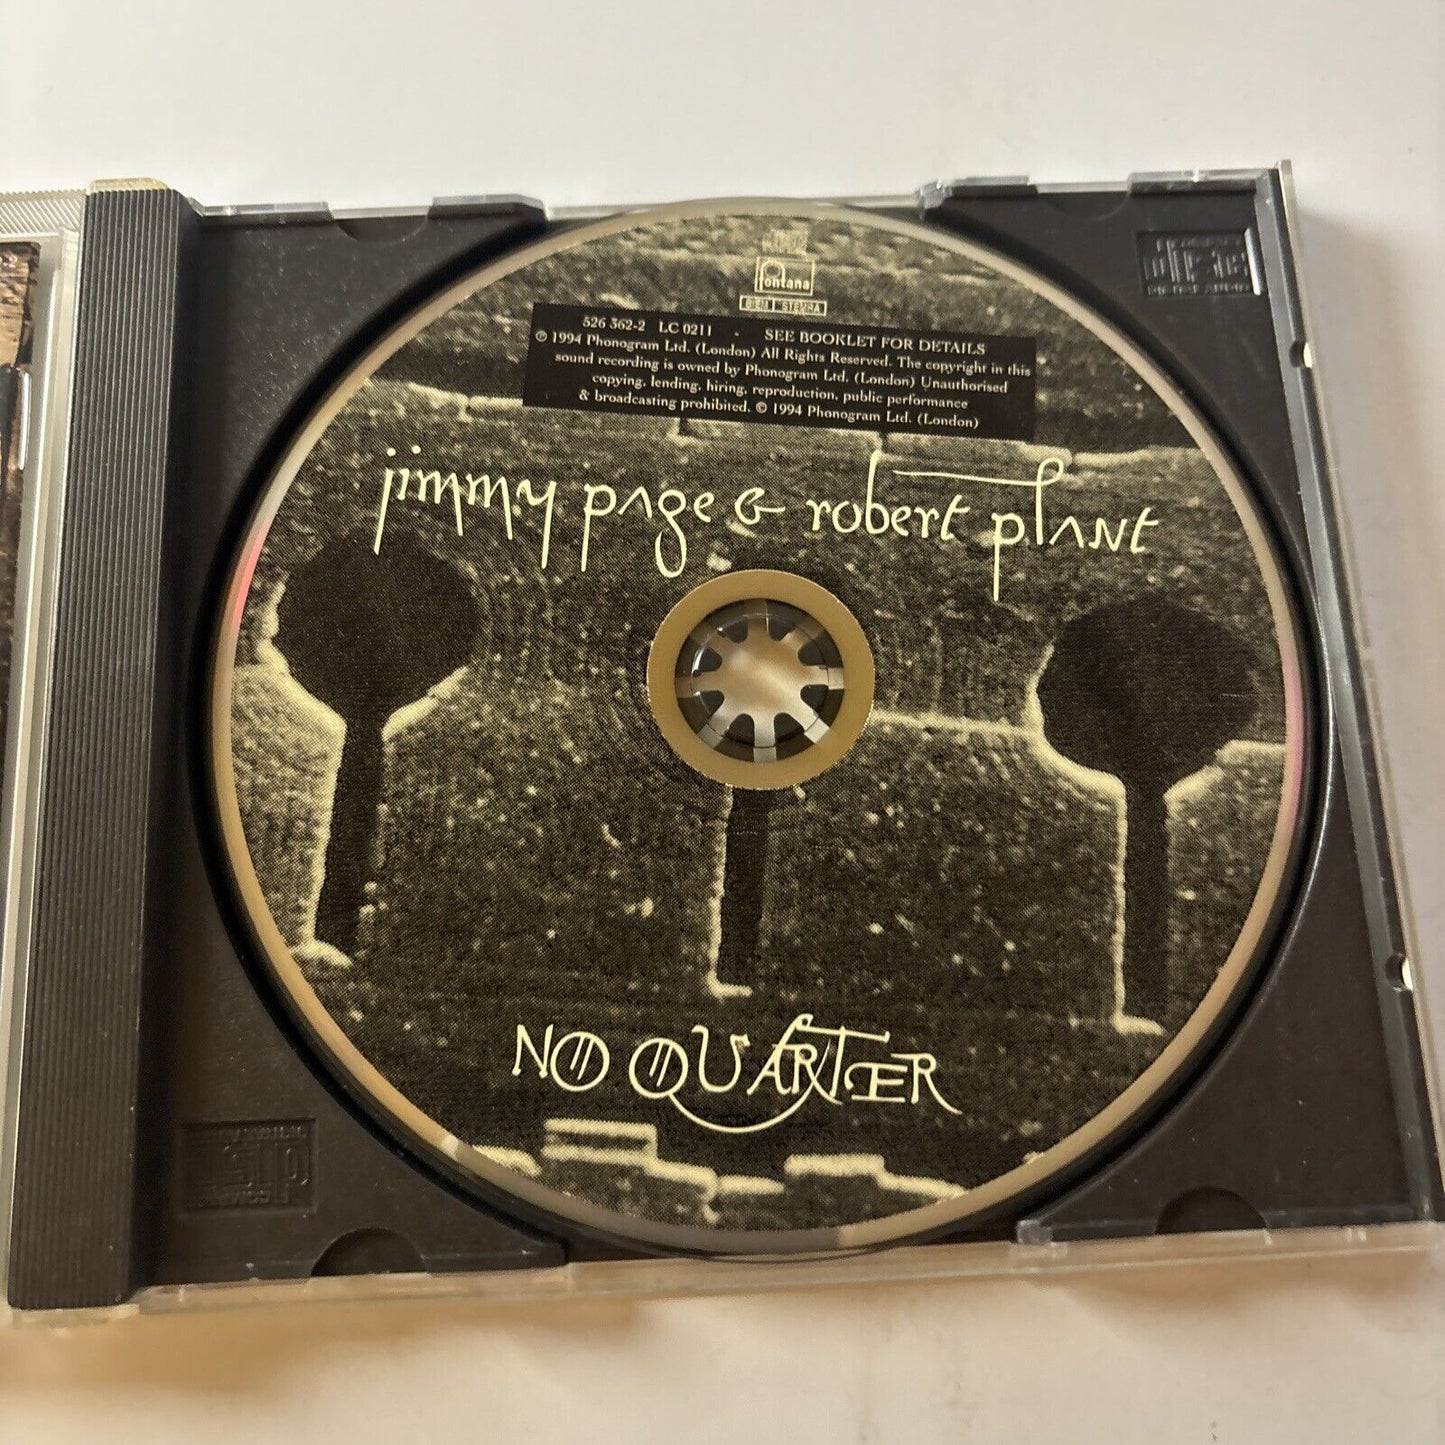 fontana
BIEM STEMRA
526 362-2 LC 0211 - SEE BOOKLET FOR DETAILS
℗ 1994 Phonogram Ltd. (London) All Rights Reserved. The copyright in this
sound recording is owned by Phonogram Ltd. (London) Unauthorised
copying, lending, hiring, reproduction, public performance
& broadcasting prohibited. © 1994 Phonogram Ltd. (London)
jimmy page & robert plant
NO QUARTER